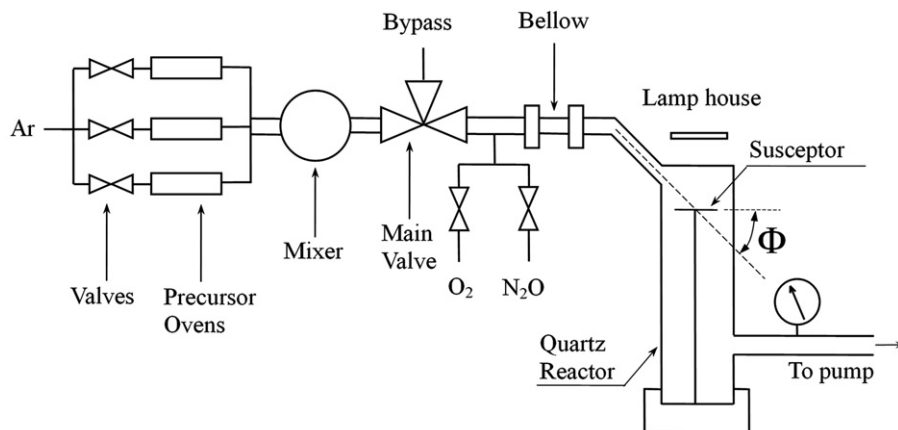 Bypass
Bellow
Lamp house
Ar
Susceptor
Φ
Mixer
Main
Valve
O₂
N₂O
Valves
Precursor
Ovens
Quartz
Reactor
To pump